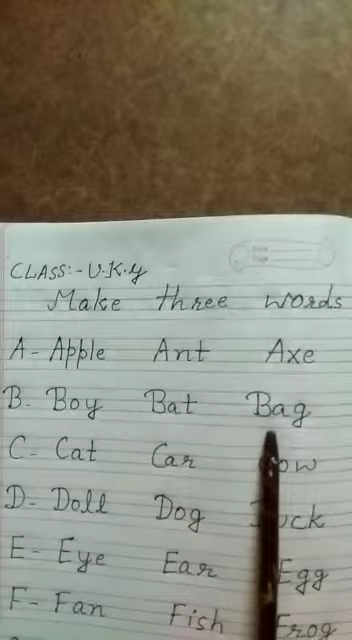 CLASS:- U.K.G
Make three words
A - Apple Ant Axe
B - Boy Bat Bag
C - Cat Car
D - Doll Dog
E - Eye Ear Egg
F - Fan Fish Frog